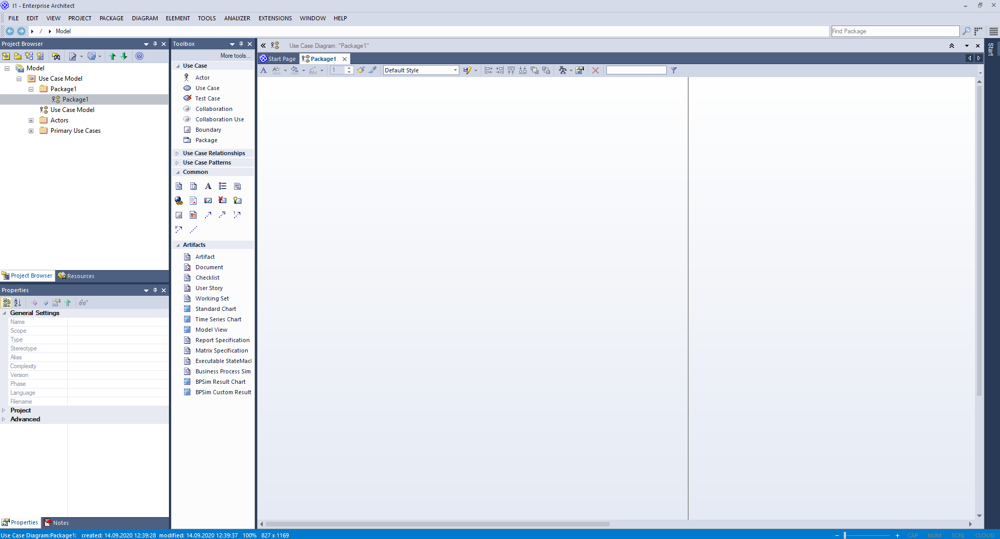 I1 - Enterprise Architect
FILE EDIT VIEW PROJECT PACKAGE DIAGRAM ELEMENT TOOLS ANALYZER EXTENSIONS WINDOW HELP
/ Model
Find Package
Project Browser
Model
Use Case Model
Package1
Package1
Use Case Model
Actors
Primary Use Cases
Project Browser Resources
Properties
General Settings
Name
Scope
Type
Stereotype
Alias
Complexity
Version
Phase
Language
Filename
Project
Advanced
Properties Notes
Toolbox
More tools...
Use Case
Actor
Use Case
Test Case
Collaboration
Collaboration Use
Boundary
Package
Use Case Relationships
Use Case Patterns
Common
Artifacts
Artifact
Document
Checklist
User Story
Working Set
Standard Chart
Time Series Chart
Model View
Report Specification
Matrix Specification
Executable StateMacl
Business Process Sim
BPSim Result Chart
BPSim Custom Result
Use Case Diagram: "Package1"
Start Page Package1
1 Default Style
Start
Use Case Diagram:Package1: created: 14.09.2020 12:39:28 modified: 14.09.2020 12:39:37 100% 827 x 1169
CAP NUM SCRL CLOUD